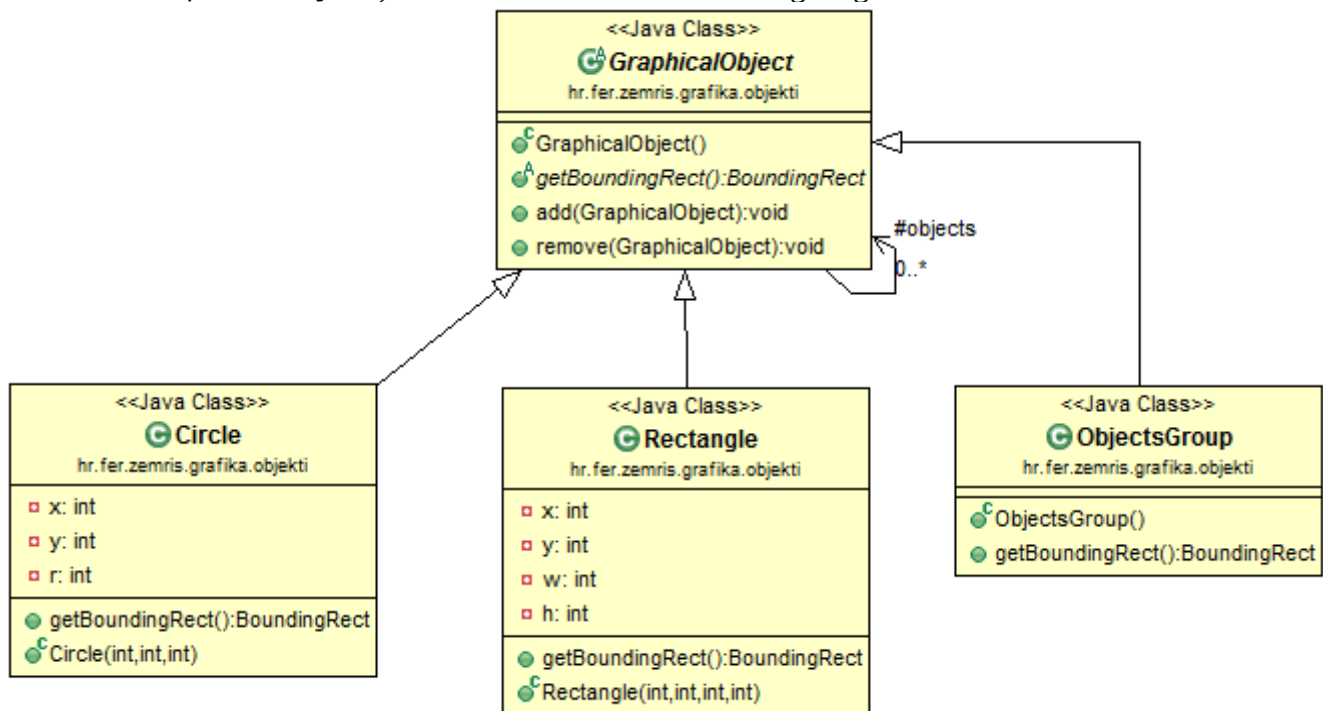 <<Java Class>>
GraphicalObject
hr.fer.zemris.grafika.objekti
GraphicalObject()
getBoundingRect():BoundingRect
add(GraphicalObject):void
remove(GraphicalObject):void
#objects
0..*
<<Java Class>>
Circle
hr.fer.zemris.grafika.objekti
x: int
y: int
r: int
getBoundingRect():BoundingRect
Circle(int,int,int)
<<Java Class>>
Rectangle
hr.fer.zemris.grafika.objekti
x: int
y: int
w: int
h: int
getBoundingRect():BoundingRect
Rectangle(int,int,int,int)
<<Java Class>>
ObjectsGroup
hr.fer.zemris.grafika.objekti
ObjectsGroup()
getBoundingRect():BoundingRect